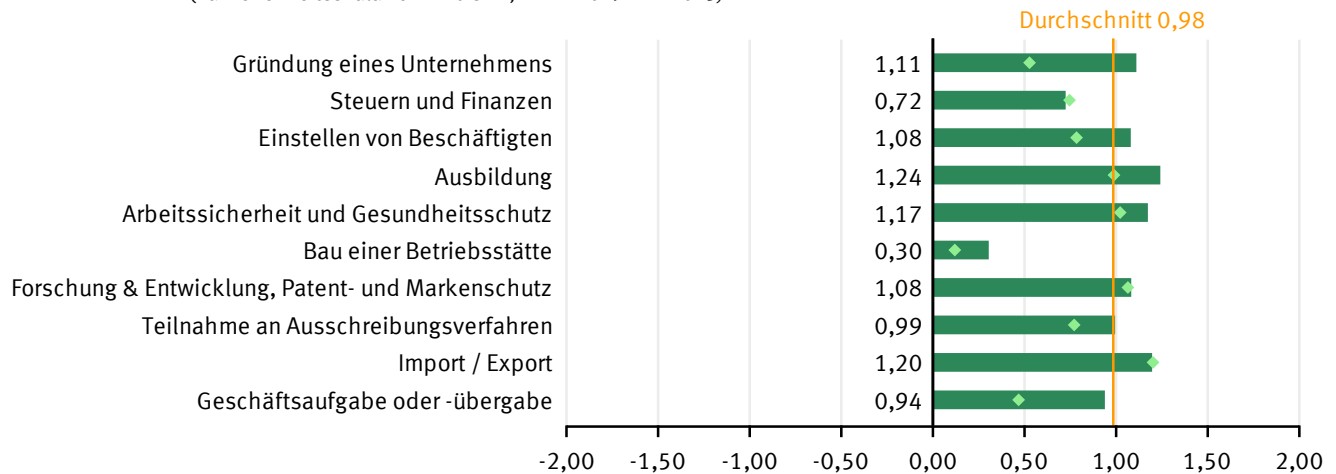 Durchschnitt 0,98
Gründung eines Unternehmens 1,11
Steuern und Finanzen 0,72
Einstellen von Beschäftigten 1,08
Ausbildung 1,24
Arbeitssicherheit und Gesundheitsschutz 1,17
Bau einer Betriebsstätte 0,30
Forschung & Entwicklung, Patent- und Markenschutz 1,08
Teilnahme an Ausschreibungsverfahren 0,99
Import / Export 1,20
Geschäftsaufgabe oder -übergabe 0,94
-2,00 -1,50 -1,00 -0,50 0,00 0,50 1,00 1,50 2,00